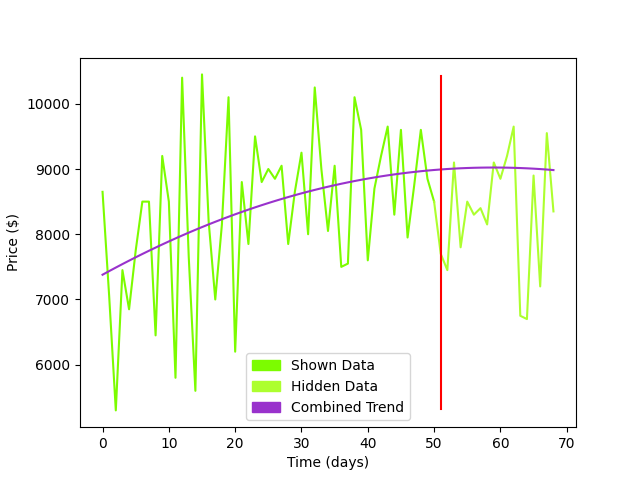 10000
9000
8000
7000
6000
Price ($)
Shown Data
Hidden Data
Combined Trend
0 10 20 30 40 50 60 70
Time (days)